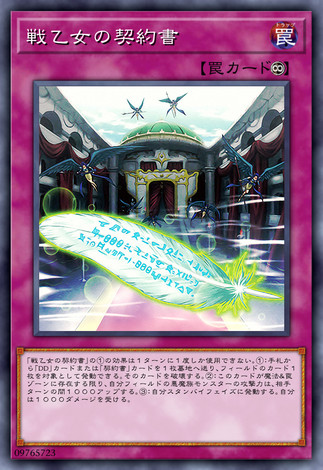 戦乙女の契約書
トラップ
罠
【罠カード∞】
「戦乙女の契約書」の①の効果は1ターンに1度しか使用できない。①:手札か
ら「DD」カードまたは「契約書」カードを1枚墓地へ送り、フィールドのカード1
枚を対象として発動できる。そのカードを破壊する。②:このカードが魔法&罠
ゾーンに存在する限り、自分フィールドの悪魔族モンスターの攻撃力は、相手
ターンの間1000アップする。③:自分スタンバイフェイズに発動する。自分
は1000ダメージを受ける。
09765723